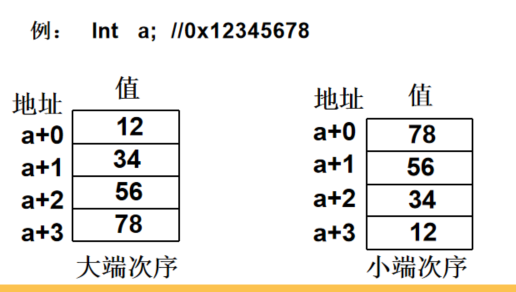 例： Int a; //0x12345678
地址 值
a+0 12
a+1 34
a+2 56
a+3 78
大端次序
地址 值
a+0 78
a+1 56
a+2 34
a+3 12
小端次序